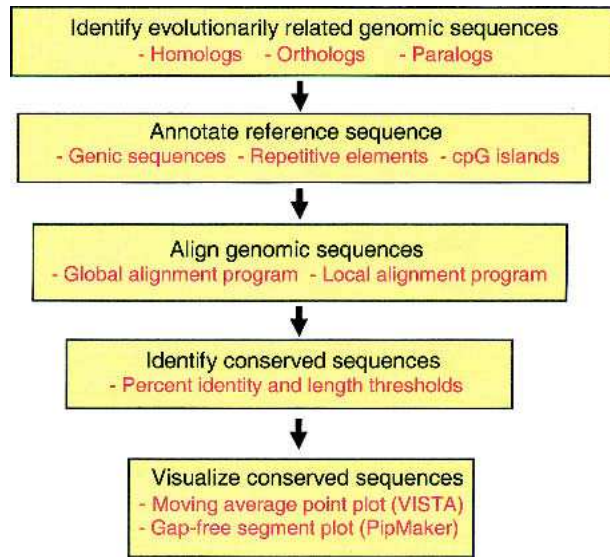 Identify evolutionarily related genomic sequences
- Homologs - Orthologs - Paralogs
Annotate reference sequence
- Genic sequences - Repetitive elements - cpG islands
Align genomic sequences
- Global alignment program - Local alignment program
Identify conserved sequences
- Percent identity and length thresholds
Visualize conserved sequences
- Moving average point plot (VISTA)
- Gap-free segment plot (PipMaker)